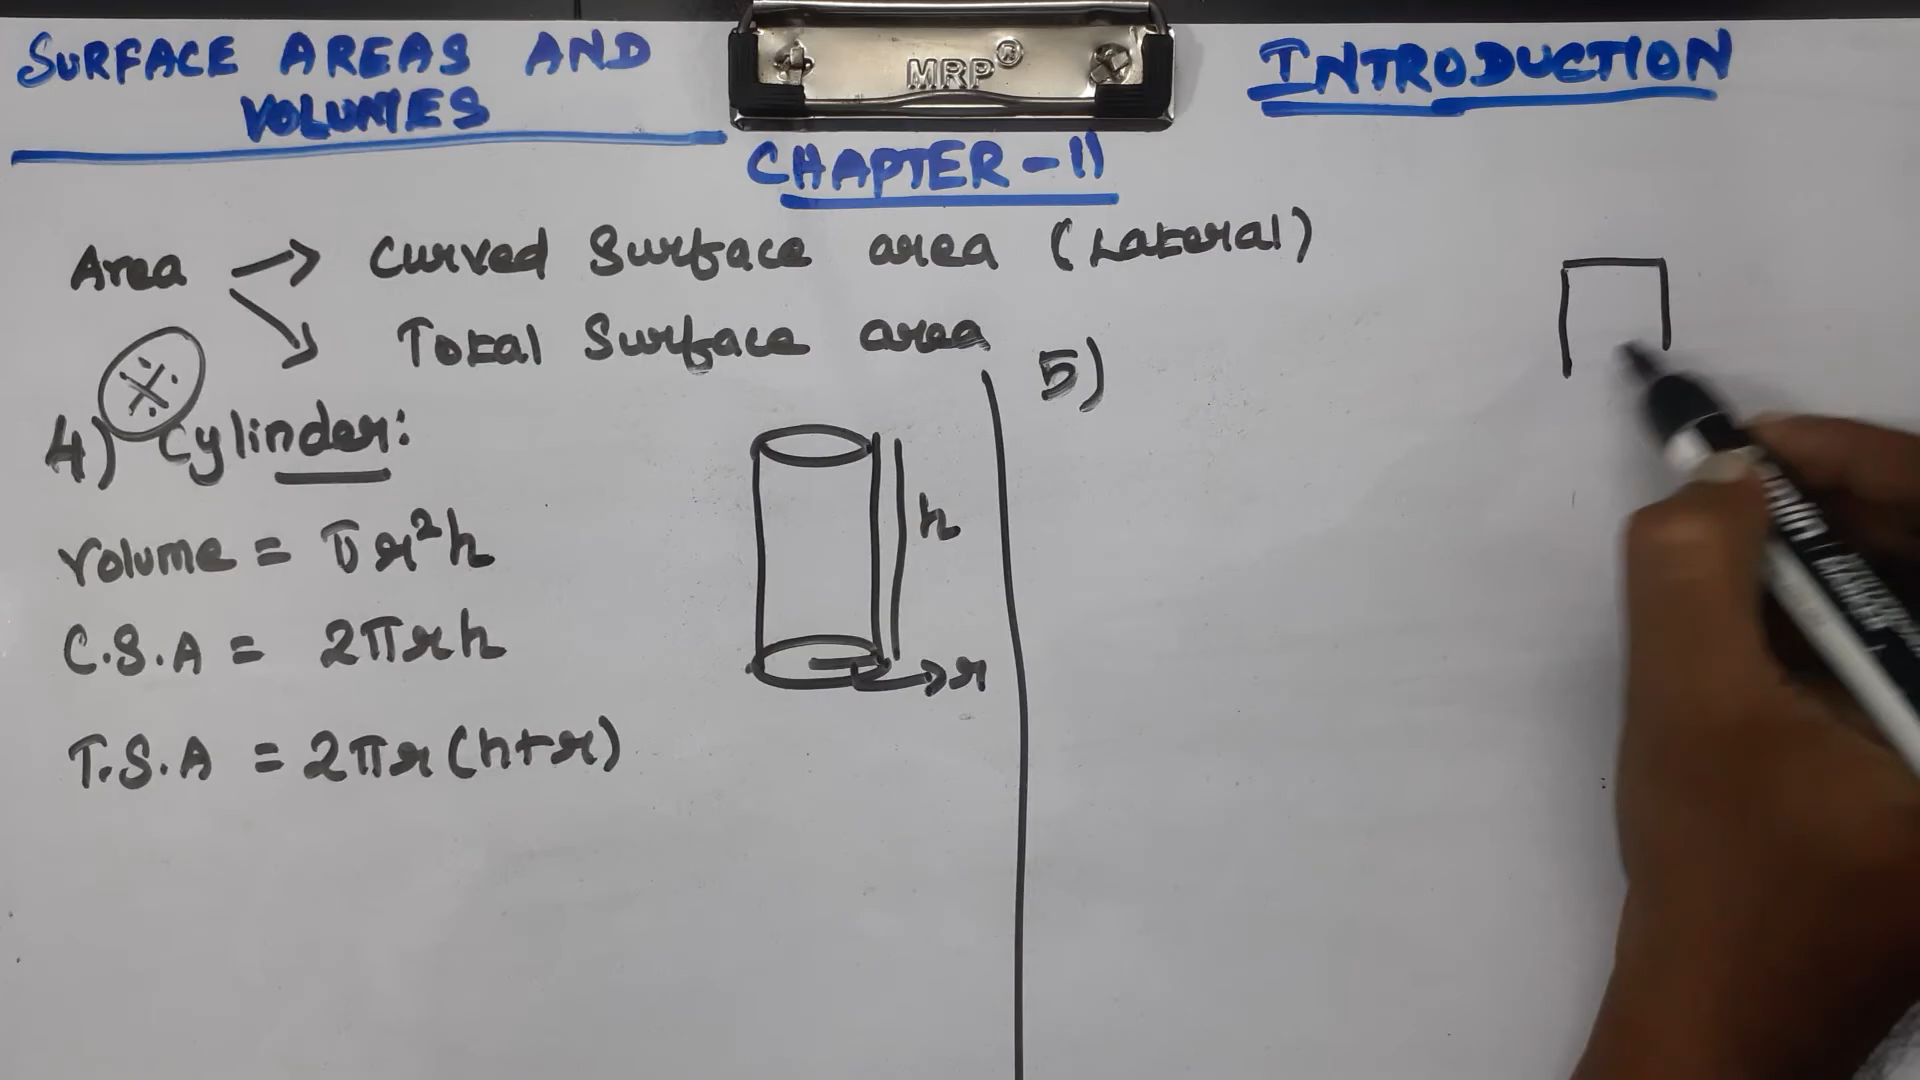 SURFACE AREAS AND
VOLUMES
MRP®
INTRODUCTION
CHAPTER - 11
Area → Curved Surface area (Lateral)
→ Total Surface area
4) Cylinder:
Volume = πr²h
C.S.A = 2πrh
T.S.A = 2πr(h+r)
h
r
5)